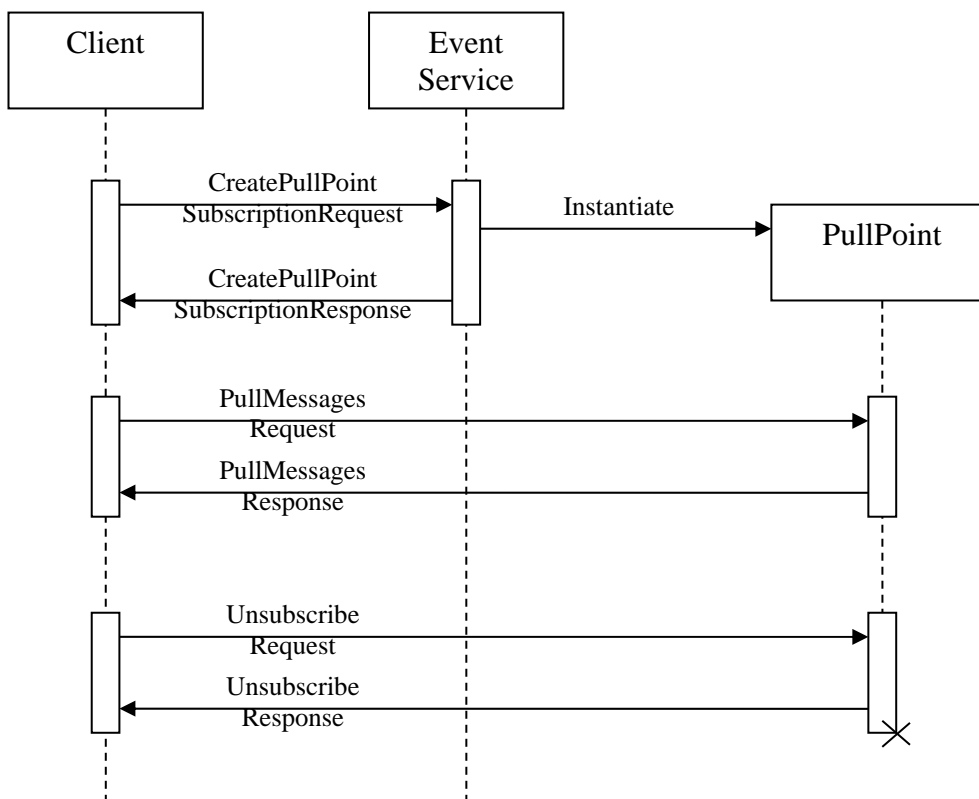 Client
Event
Service
CreatePullPoint
SubscriptionRequest
Instantiate
PullPoint
CreatePullPoint
SubscriptionResponse
PullMessages
Request
PullMessages
Response
Unsubscribe
Request
Unsubscribe
Response